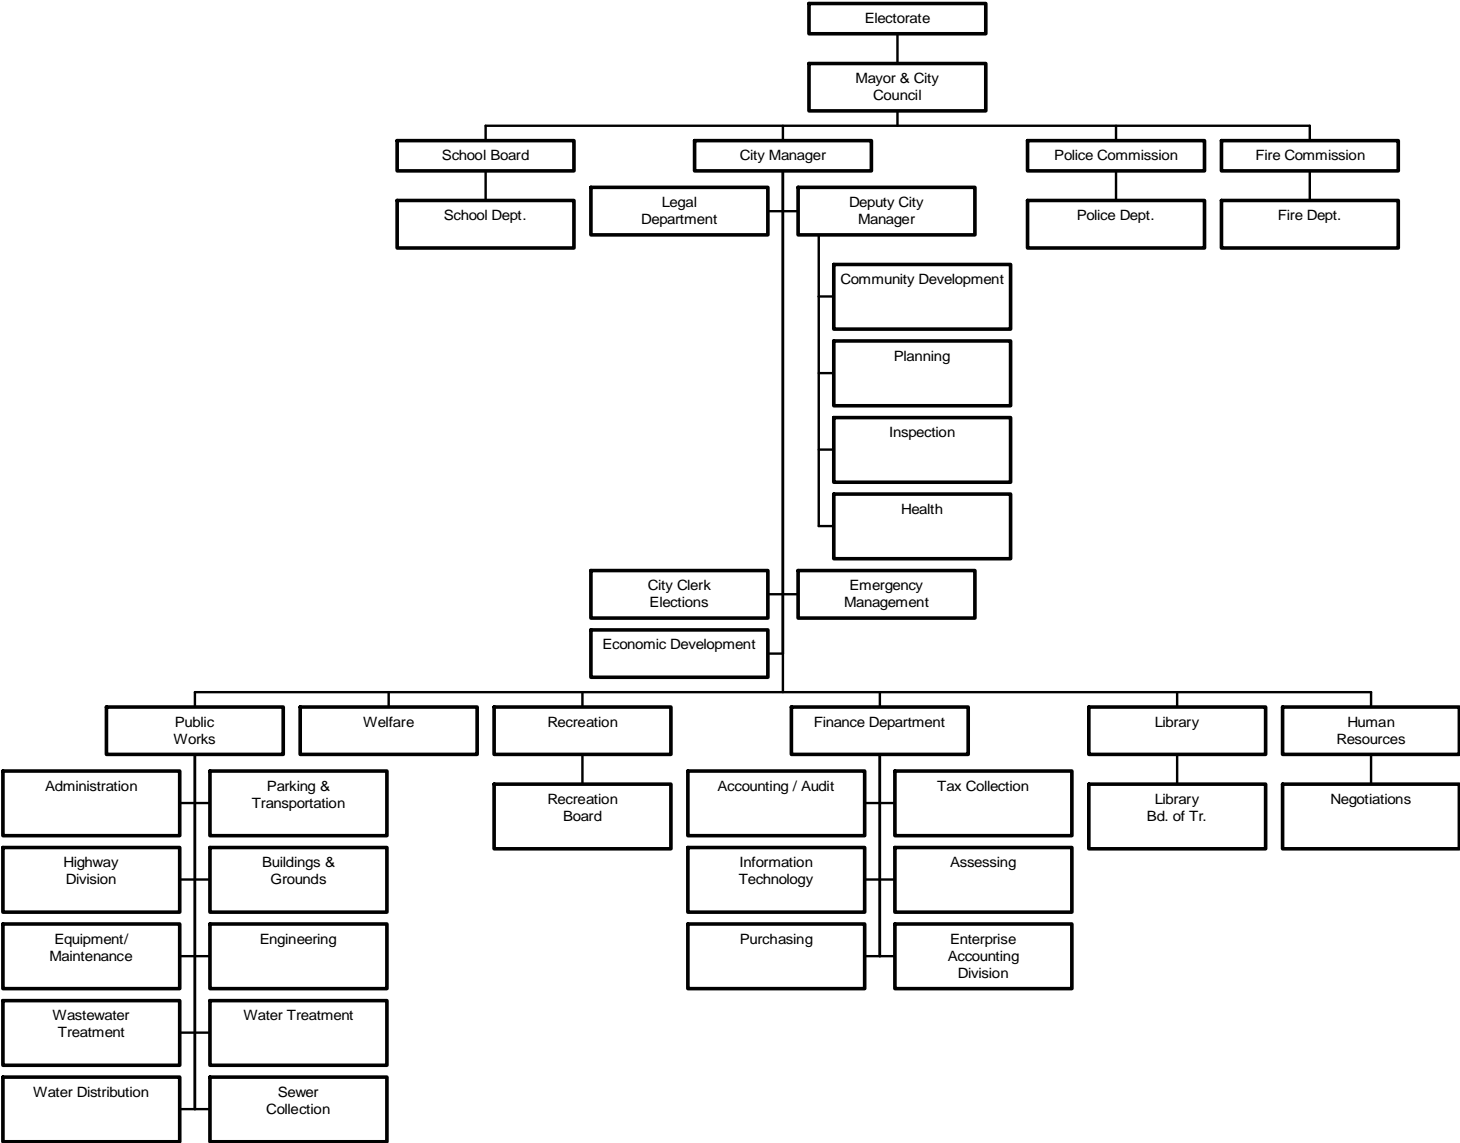 Electorate
Mayor & City
Council
School Board
City Manager
Police Commission
Fire Commission
School Dept.
Legal
Department
Deputy City
Manager
Police Dept.
Fire Dept.
Community Development
Planning
Inspection
Health
City Clerk
Elections
Emergency
Management
Economic Development
Public
Works
Welfare
Recreation
Finance Department
Library
Human
Resources
Administration
Parking &
Transportation
Recreation
Board
Accounting / Audit
Tax Collection
Library
Bd. of Tr.
Negotiations
Highway
Division
Buildings &
Grounds
Information
Technology
Assessing
Equipment/
Maintenance
Engineering
Purchasing
Enterprise
Accounting
Division
Wastewater
Treatment
Water Treatment
Water Distribution
Sewer
Collection